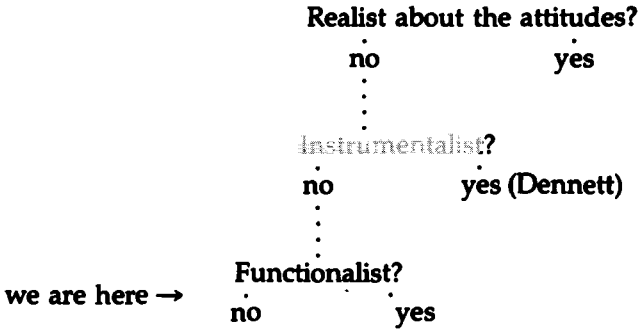 Realist about the attitudes?
no yes
Instrumentalist?
no yes (Dennett)
Functionalist?
we are here →
no yes